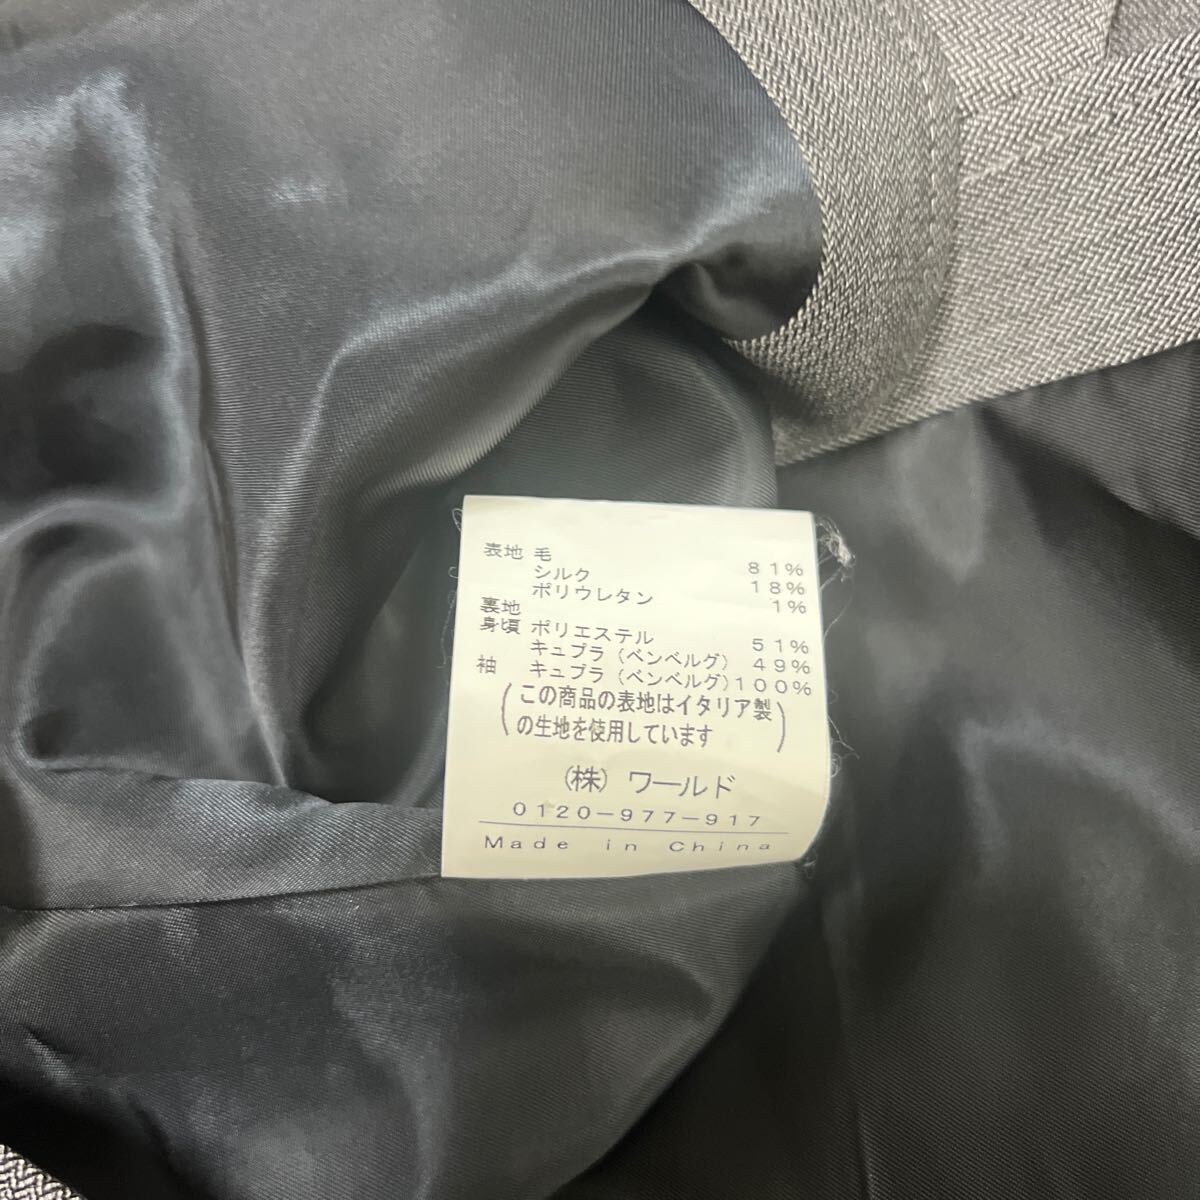 表地 毛 81%
シルク 18%
ポリウレタン 1%
裏地
身頃 ポリエステル 51%
キュプラ(ベンベルグ) 49%
袖 キュプラ(ベンベルグ)100%
(この商品の表地はイタリア製
の生地を使用しています)
(株) ワールド
0120-977-917
Made in China